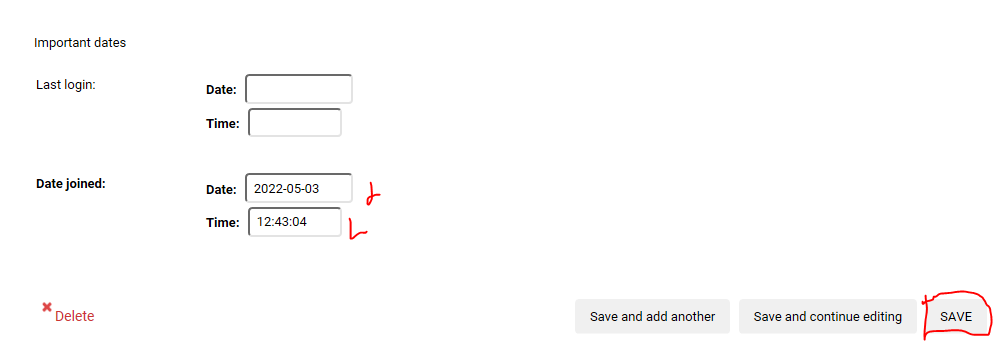 Important dates
Last login:
Date:
Time:
Date joined:
Date: 2022-05-03
Time: 12:43:04
Delete Save and add another Save and continue editing SAVE